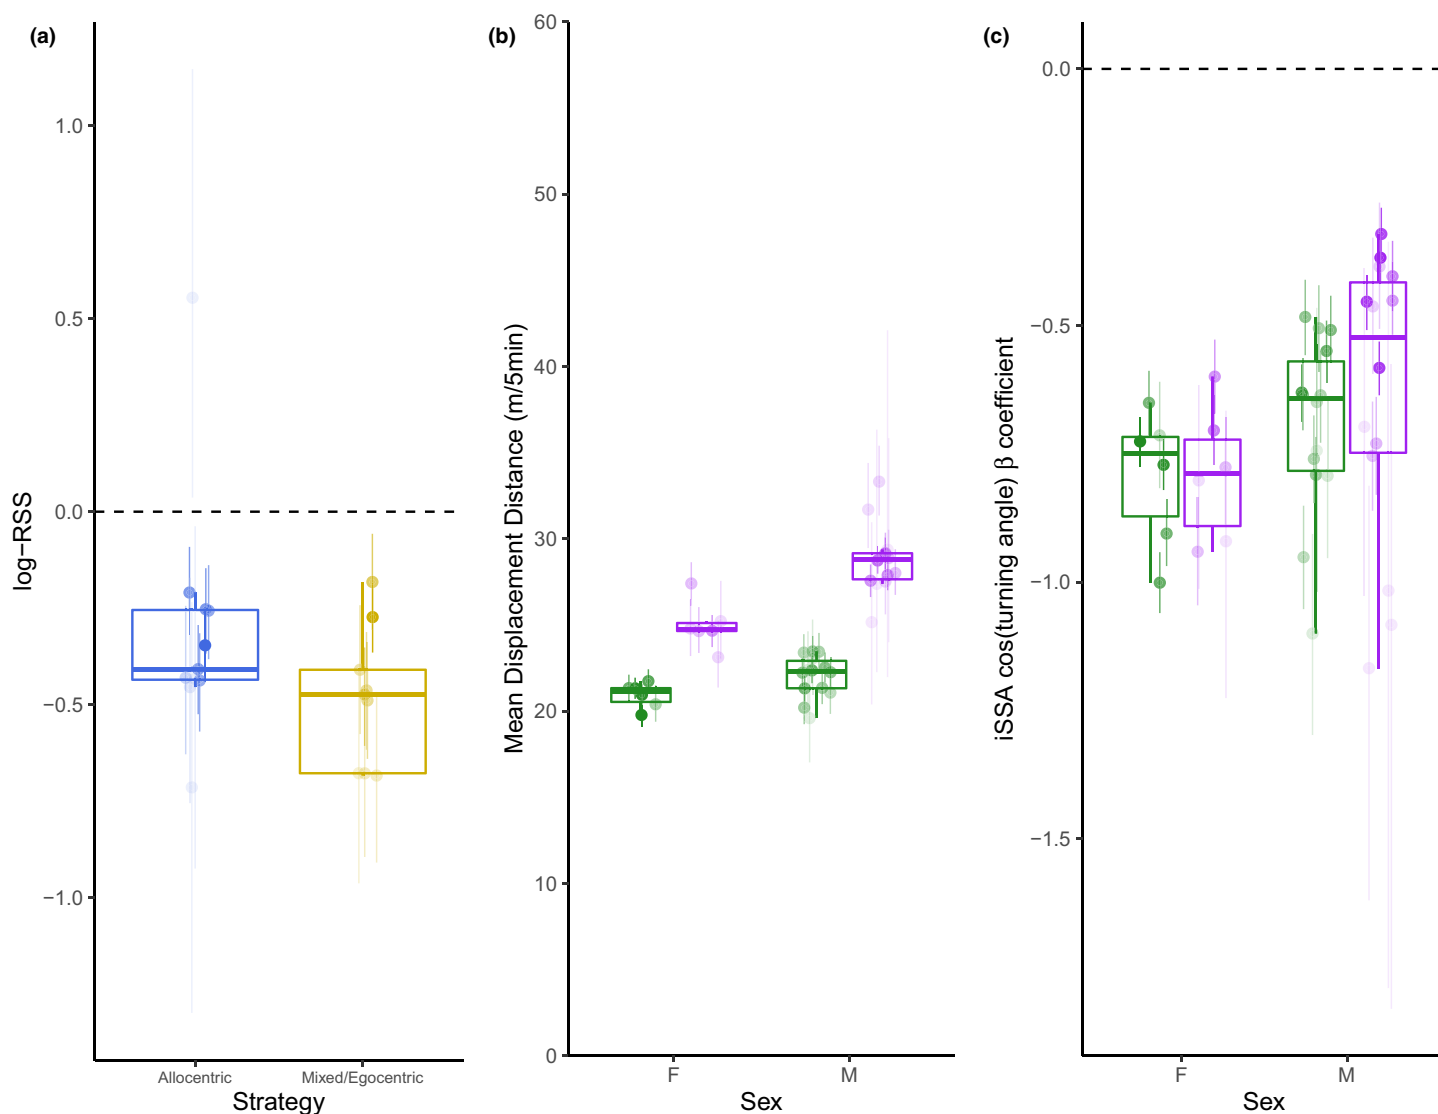 (a)
log−RSS
1.0
0.5
0.0
−0.5
−1.0
Allocentric
Mixed/Egocentric
Strategy
(b)
Mean Displacement Distance (m/5min)
60
50
40
30
20
10
0
F
M
Sex
(c)
iSSA cos(turning angle) β coefficient
0.0
−0.5
−1.0
−1.5
F
M
Sex